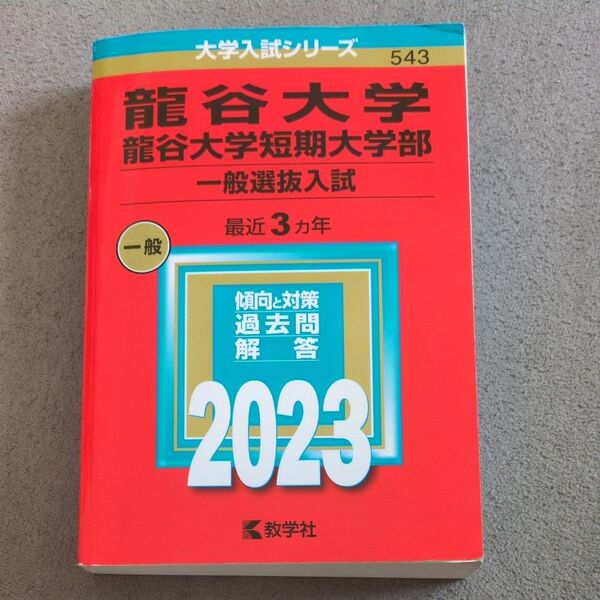 大学入試シリーズ
543
龍谷大学
龍谷大学短期大学部
一般選抜入試
最近3カ年
一般
傾向と対策
過去問
解答
2023
教学社